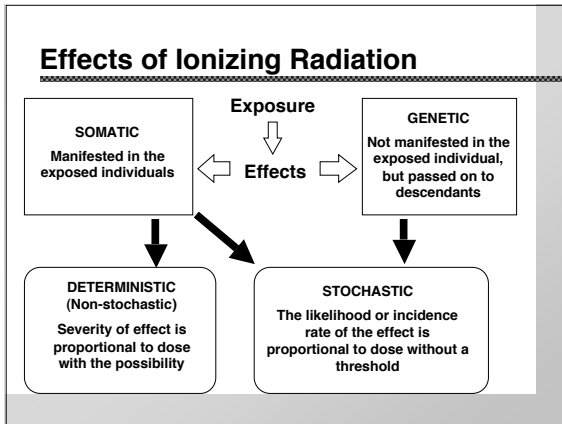 Effects of Ionizing Radiation
Exposure
Effects
SOMATIC
Manifested in the
exposed individuals
GENETIC
Not manifested in the
exposed individual,
but passed on to
descendants
DETERMINISTIC
(Non-stochastic)
Severity of effect is
proportional to dose
with the possibility
STOCHASTIC
The likelihood or incidence
rate of the effect is
proportional to dose without a
threshold